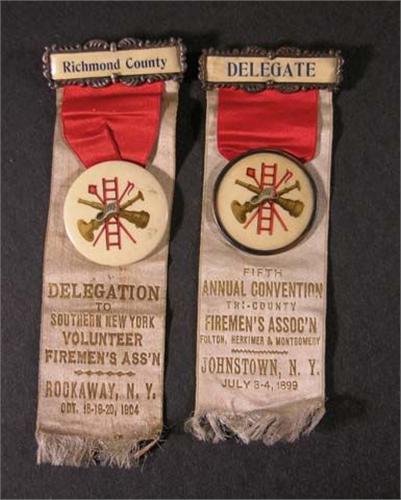 Richmond County
DELEGATION
TO
SOUTHERN NEW YORK
VOLUNTEER
FIREMEN'S ASS'N
ROCKAWAY, N.Y.
OCT. 18-19-20, 1904
DELEGATE
FIFTH
ANNUAL CONVENTION
TRI-COUNTY
FIREMEN'S ASSOC'N
FULTON, HERKIMER & MONTGOMERY
JOHNSTOWN, N.Y.
JULY 3-4, 1899